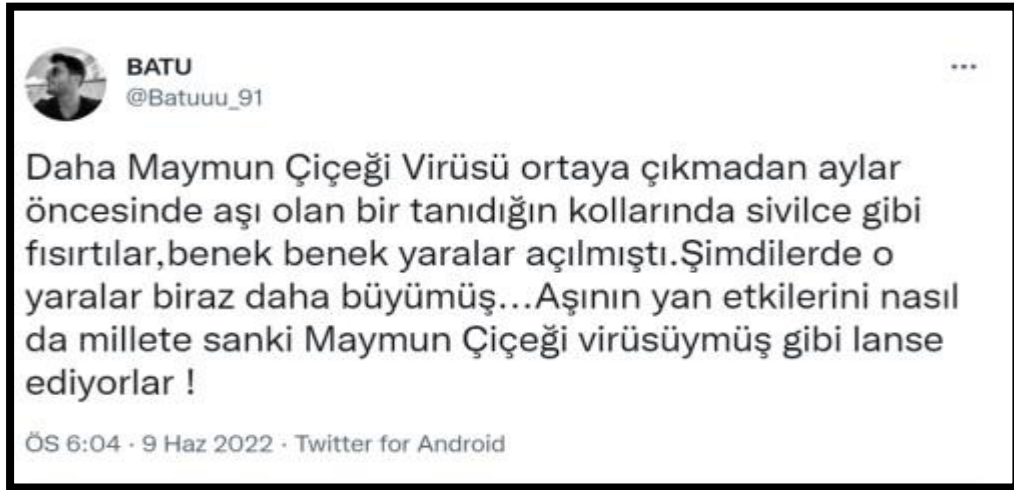 BATU
@Batuuu_91
Daha Maymun Çiçeği Virüsü ortaya çıkmadan aylar
öncesinde aşı olan bir tanıdığın kollarında sivilce gibi
fısırtılar,benek benek yaralar açılmıştı.Şimdilerde o
yaralar biraz daha büyümüş...Aşının yan etkilerini nasıl
da millete sanki Maymun Çiçeği virüsüymüş gibi lanse
ediyorlar !
ÖS 6:04 · 9 Haz 2022 · Twitter for Android